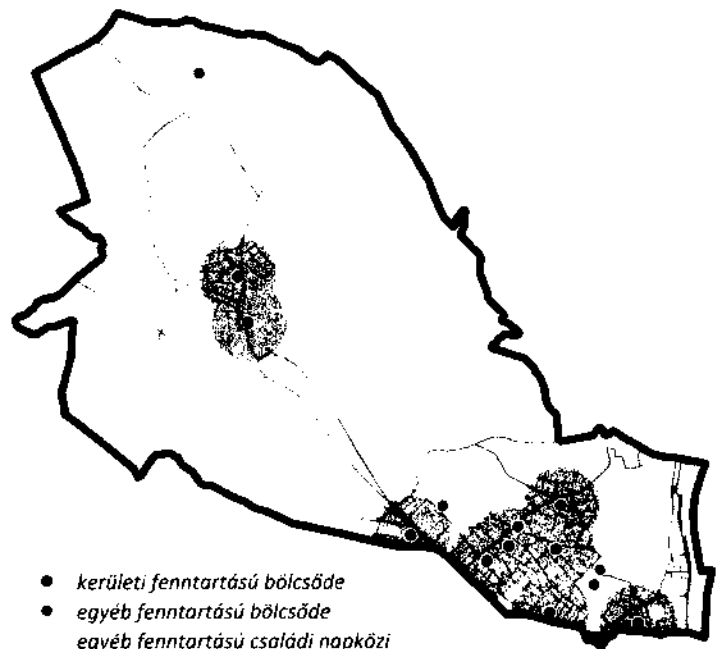 kerületi fenntartású bölcsőde
egyéb fenntartású bölcsőde
egyéb fenntartású családi napközi